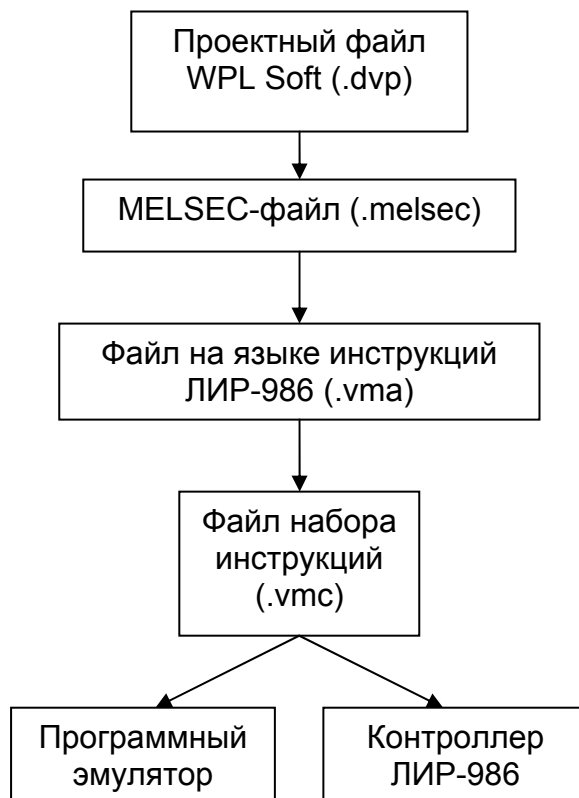 Проектный файл
WPL Soft (.dvp)
MELSEC-файл (.melsec)
Файл на языке инструкций
ЛИР-986 (.vma)
Файл набора
инструкций
(.vmc)
Программный
эмулятор
Контроллер
ЛИР-986